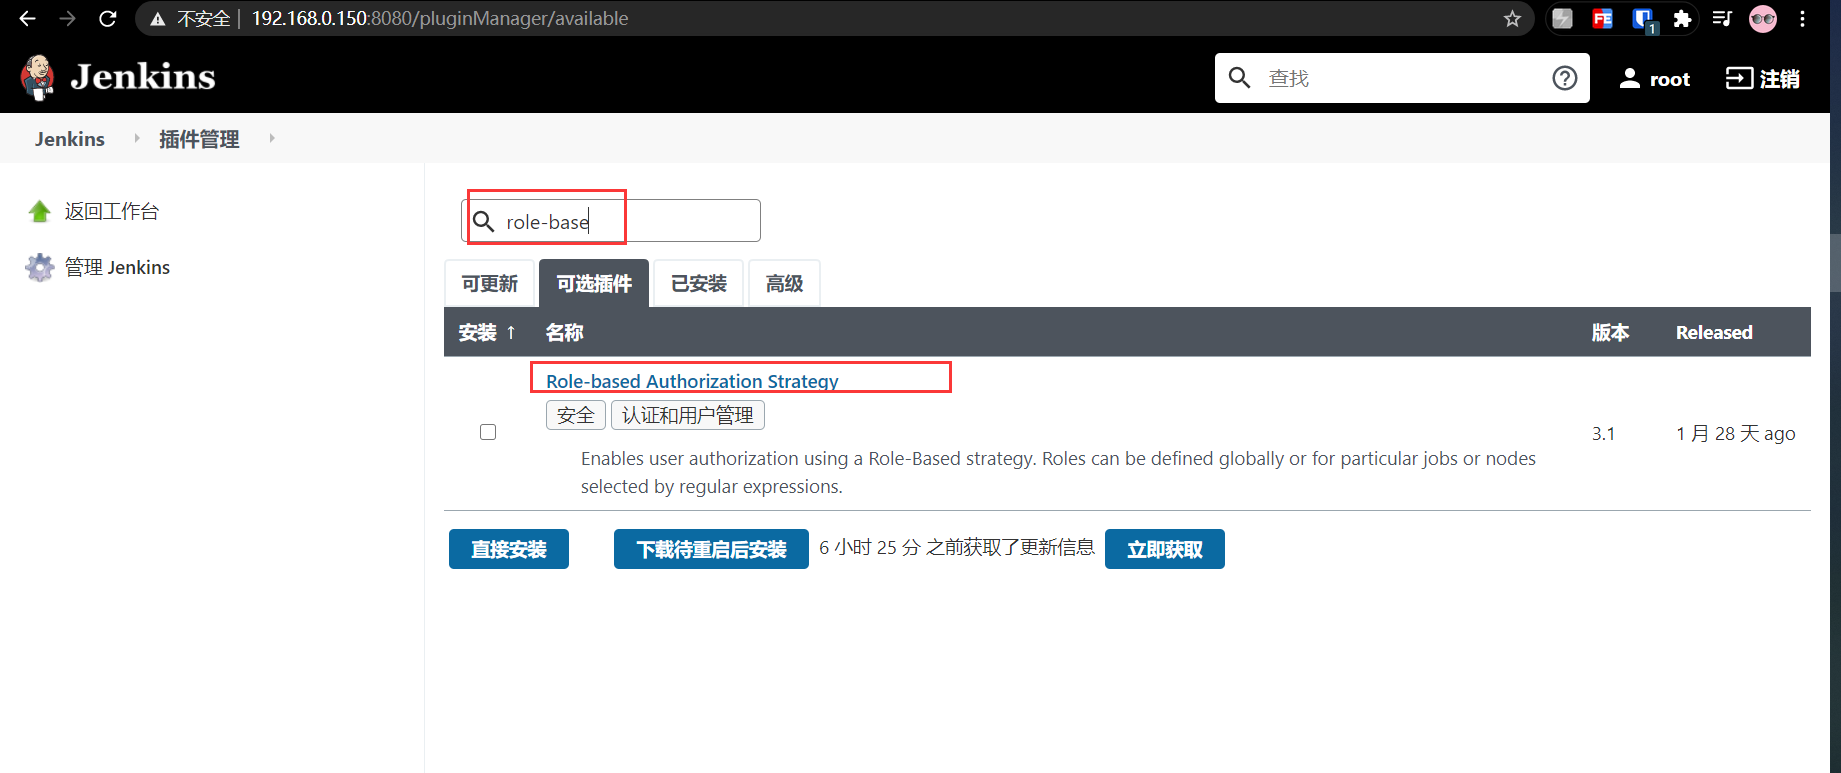 不安全 | 192.168.0.150:8080/pluginManager/available
FE
1
Jenkins
查找
root
注销
Jenkins
插件管理
返回工作台
管理 Jenkins
role-base
可更新
可选插件
已安装
高级
安装 ↑
名称
版本
Released
Role-based Authorization Strategy
安全
认证和用户管理
Enables user authorization using a Role-Based strategy. Roles can be defined globally or for particular jobs or nodes
selected by regular expressions.
3.1
1 月 28 天 ago
直接安装
下载待重启后安装
6 小时 25 分 之前获取了更新信息
立即获取